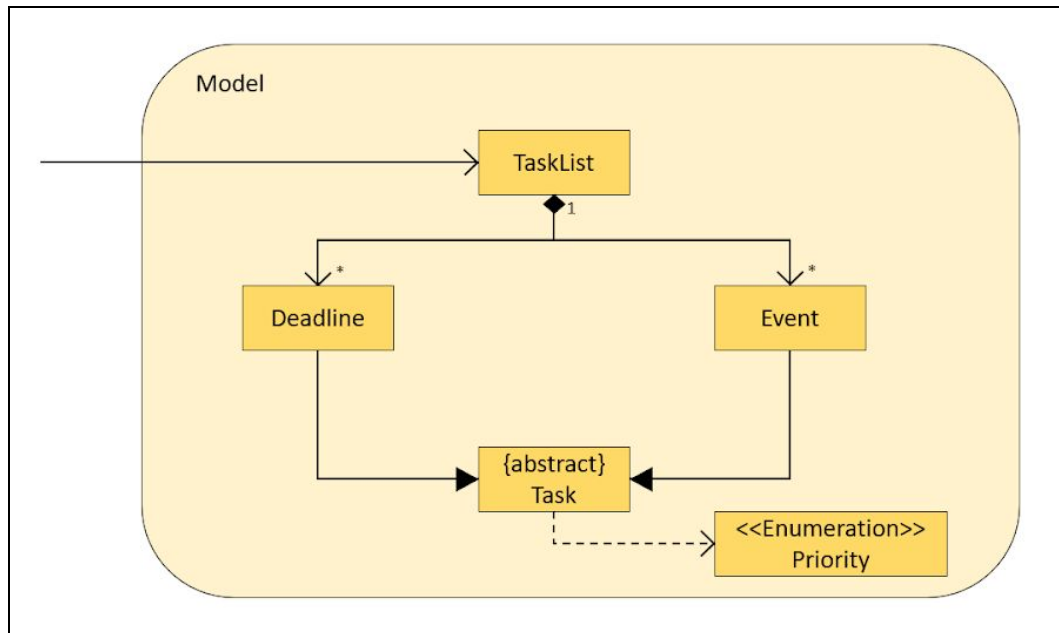 Model
TaskList
1
*
*
Deadline
Event
{abstract}
Task
<<Enumeration>>
Priority